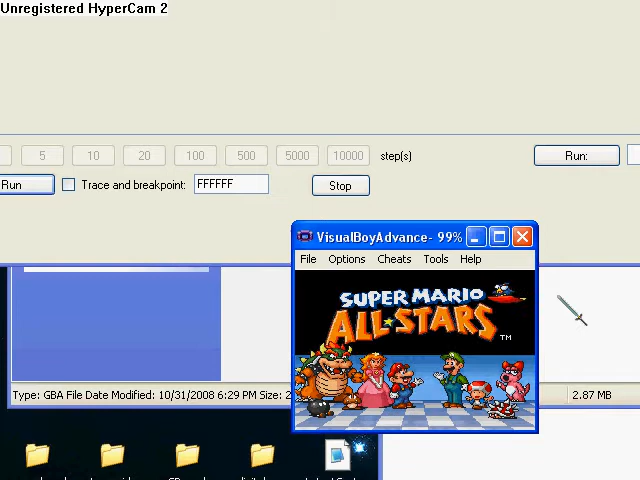 Unregistered HyperCam 2
5 10 20 100 500 5000 10000 step(s) Run:
Run Trace and breakpoint: FFFFFF Stop
VisualBoyAdvance- 99%
File Options Cheats Tools Help
SUPER MARIO
ALL-STARS TM
Type: GBA File Date Modified: 10/31/2008 6:29 PM Size: 2.87 MB